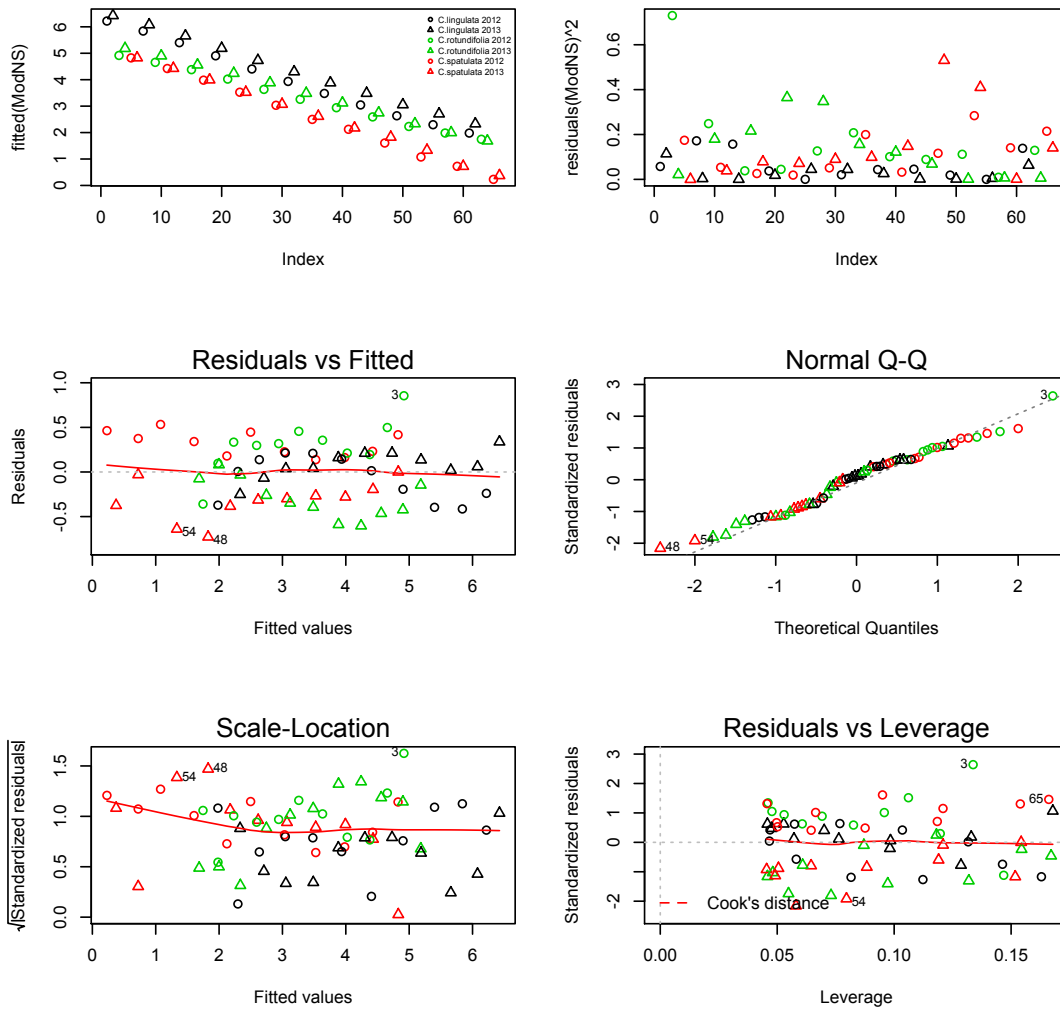 fitted(ModNS)
0 1 2 3 4 5 6
0 10 20 30 40 50 60
Index
C.lingulata 2012
C.lingulata 2013
C.rotundifolia 2012
C.rotundifolia 2013
C.spatulata 2012
C.spatulata 2013
residuals(ModNS)^2
0.0 0.2 0.4 0.6
0 10 20 30 40 50 60
Index
Residuals vs Fitted
Residuals
-0.5 0.0 0.5 1.0
3
54
48
0 1 2 3 4 5 6
Fitted values
Normal Q-Q
Standardized residuals
-2 -1 0 1 2 3
3
48
54
-2 -1 0 1 2
Theoretical Quantiles
Scale-Location
√|Standardized residuals|
0.0 0.5 1.0 1.5
3
54
48
0 1 2 3 4 5 6
Fitted values
Residuals vs Leverage
Standardized residuals
-2 0 1 2 3
3
65
54
Cook's distance
0.00 0.05 0.10 0.15
Leverage